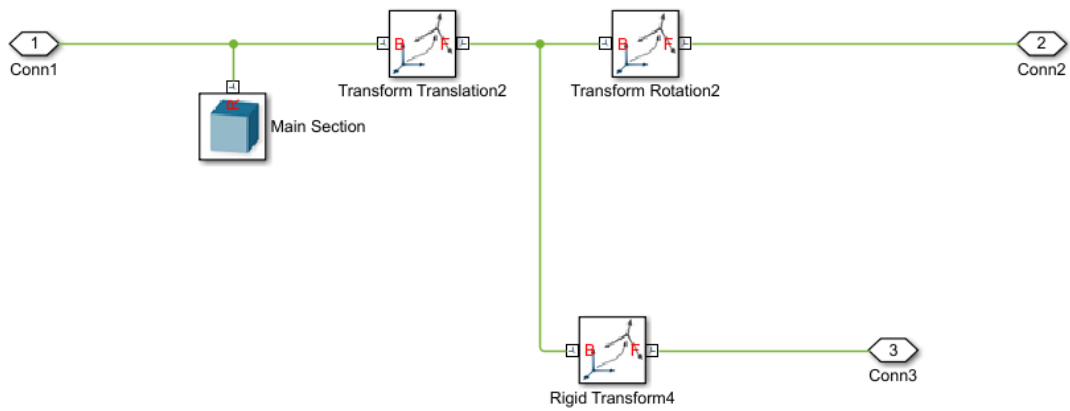 1
Conn1
B
F
Transform Translation2
B
F
Transform Rotation2
2
Conn2
R
Main Section
B
F
Rigid Transform4
3
Conn3